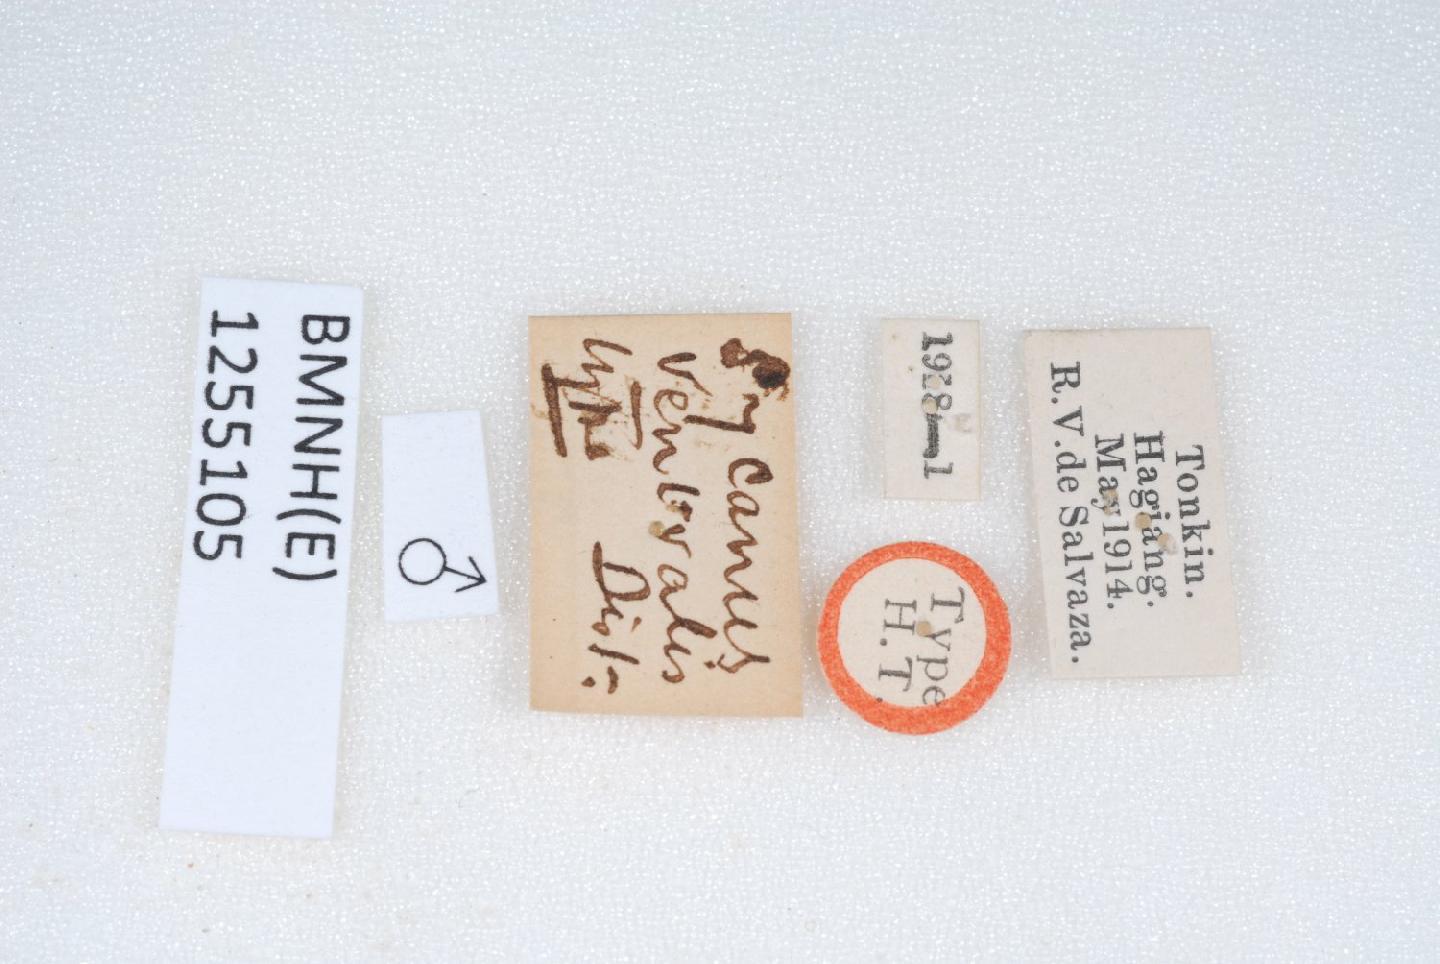 BMNH(E)
1255105
♂
canus
ventralis
type Dist:
1928—1
Type
H. T.
Tonkin.
Hagiang.
May 1914.
R. V. de Salvaza.